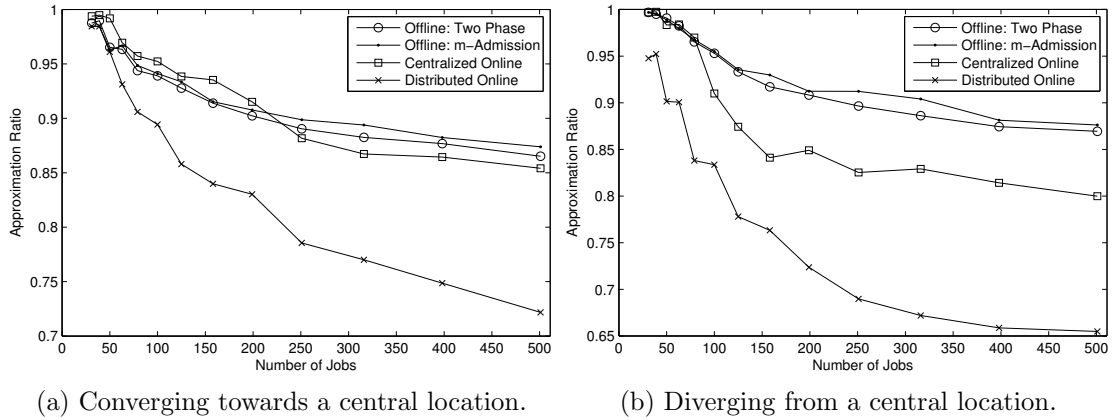 1
0.95
0.9
0.85
0.8
0.75
0.7
Approximation Ratio
0 50 100 150 200 250 300 350 400 450 500
Number of Jobs
Offline: Two Phase
Offline: m−Admission
Centralized Online
Distributed Online
(a) Converging towards a central location.
1
0.95
0.9
0.85
0.8
0.75
0.7
0.65
Approximation Ratio
0 50 100 150 200 250 300 350 400 450 500
Number of Jobs
Offline: Two Phase
Offline: m−Admission
Centralized Online
Distributed Online
(b) Diverging from a central location.